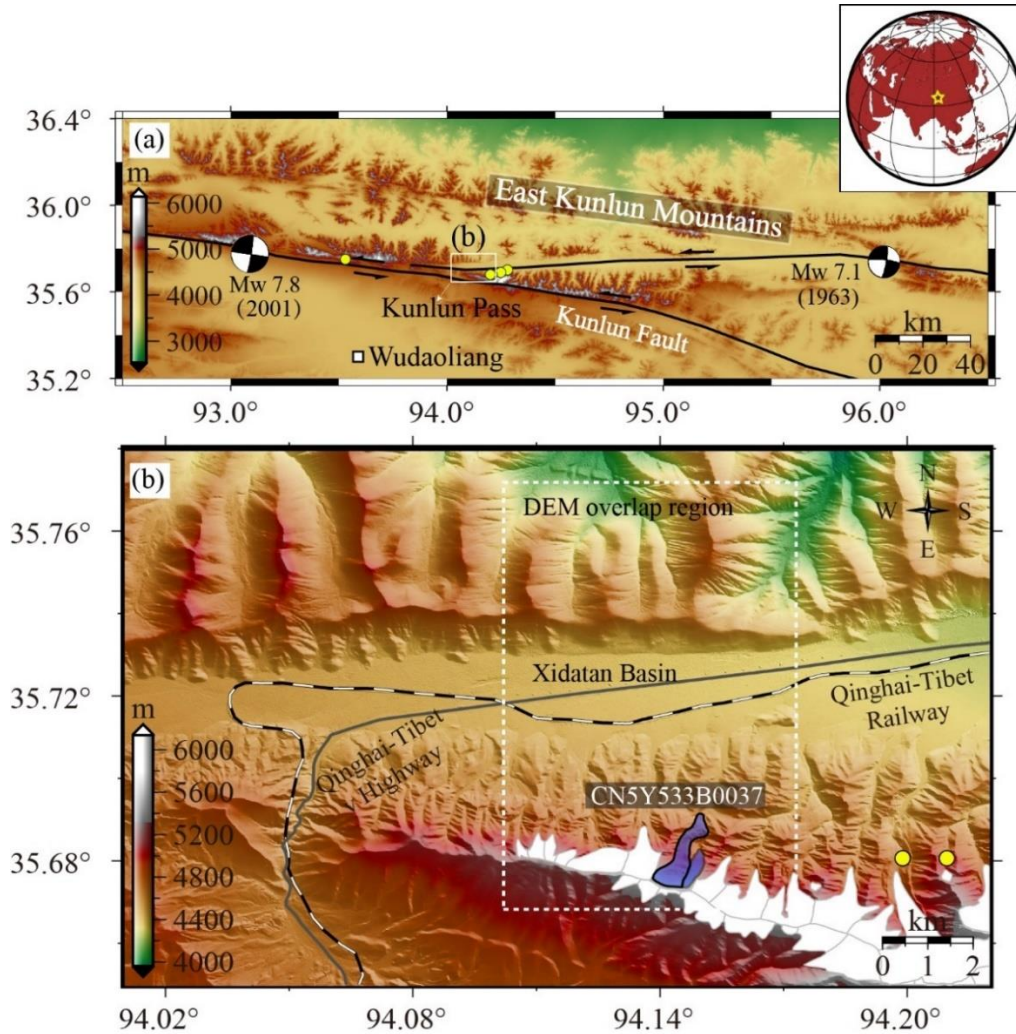 36.4°
(a)
m
6000
36.0°
East Kunlun Mountains
5000
(b)
Mw 7.8
(2001)
Mw 7.1
(1963)
4000
35.6°
Kunlun Pass
Kunlun Fault
km
3000
Wudaoliang
0 20 40
35.2°
93.0° 94.0° 95.0° 96.0°
(b)
N
DEM overlap region
W S
35.76°
E
Xidatan Basin
35.72°
Qinghai-Tibet
Railway
m
Qinghai-Tibet
Highway
6000
5600
CN5Y533B0037
5200
35.68°
4800
4400
km
4000
0 1 2
94.02° 94.08° 94.14° 94.20°